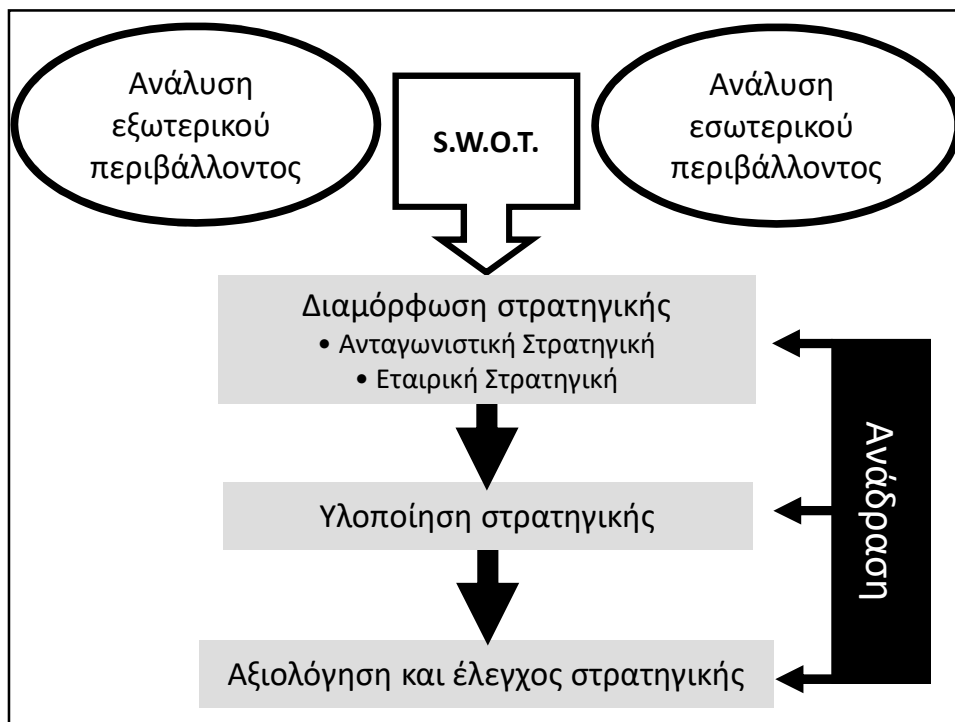 Ανάλυση
εξωτερικού
περιβάλλοντος
S.W.O.T.
Ανάλυση
εσωτερικού
περιβάλλοντος
Διαμόρφωση στρατηγικής
• Ανταγωνιστική Στρατηγική
• Εταιρική Στρατηγική
Υλοποίηση στρατηγικής
Αξιολόγηση και έλεγχος στρατηγικής
Ανάδραση